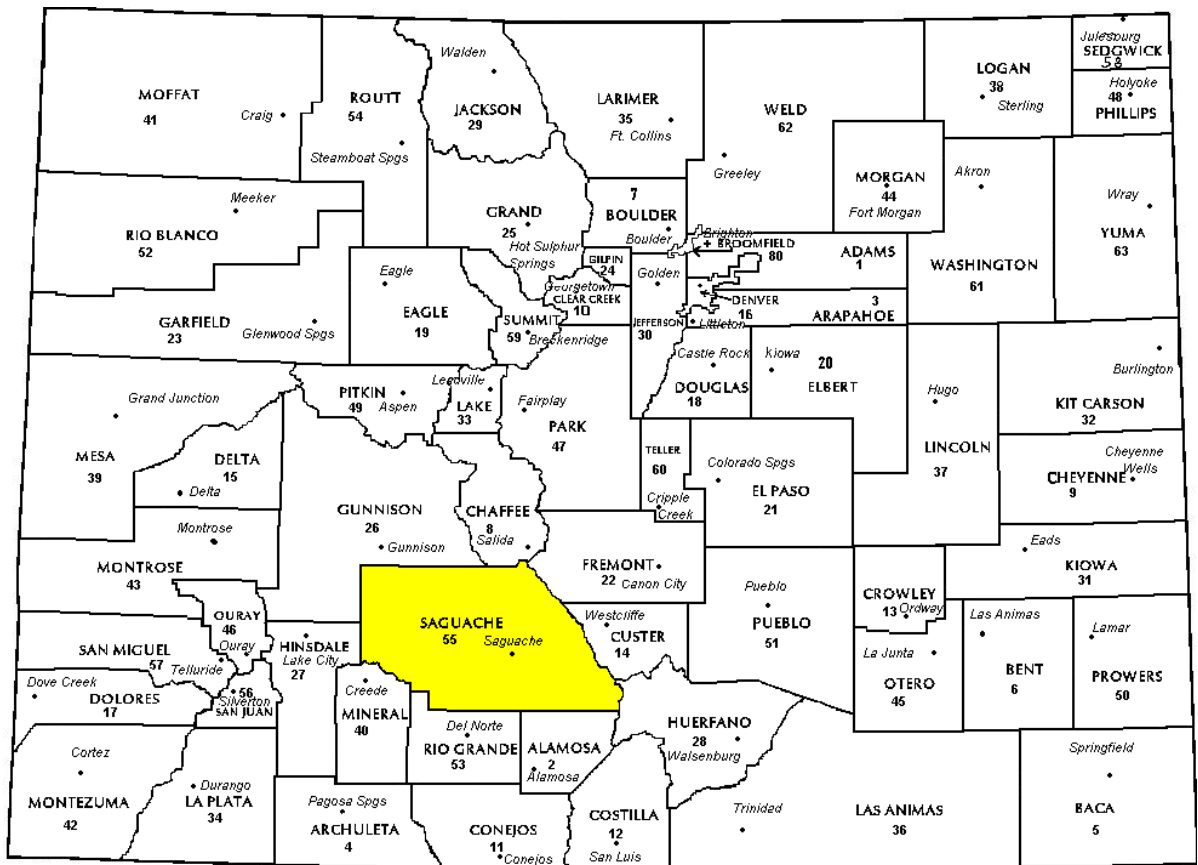 MOFFAT
41
Craig
ROUTT
54
Steamboat Spgs
Walden
JACKSON
29
LARIMER
35
Ft. Collins
WELD
62
Greeley
LOGAN
38
Sterling
Julesburg
SEDGWICK
58
Holyoke
48
PHILLIPS
MORGAN
44
Fort Morgan
Akron
WASHINGTON
61
Wray
YUMA
63
Meeker
RIO BLANCO
52
GRAND
25
Hot Sulphur
Springs
7
BOULDER
Boulder
Brighton
+ BROOMFIELD
80
ADAMS
1
GILPIN
24
Golden
JEFFERSON
30
Georgetown
CLEAR CREEK
10
DENVER
16
3
ARAPAHOE
Littleton
GARFIELD
23
Glenwood Spgs
Eagle
EAGLE
19
SUMMIT
59
Breckenridge
Castle Rock
DOUGLAS
18
Kiowa
20
ELBERT
Hugo
LINCOLN
37
Burlington
KIT CARSON
32
Grand Junction
MESA
39
PITKIN
49
Aspen
Leadville
LAKE
33
Fairplay
PARK
47
TELLER
60
Cripple
Creek
Colorado Spgs
EL PASO
21
Cheyenne
Wells
CHEYENNE
9
DELTA
15
Delta
GUNNISON
26
Gunnison
CHAFFEE
8
Salida
FREMONT
22
Canon City
Montrose
MONTROSE
43
Pueblo
PUEBLO
51
CROWLEY
13
Ordway
Eads
KIOWA
31
OURAY
46
Ouray
SAN MIGUEL
57
Telluride
HINSDALE
Lake City
27
SAGUACHE
55
Saguache
Westcliffe
CUSTER
14
La Junta
OTERO
45
Las Animas
BENT
6
Lamar
PROWERS
50
Dove Creek
DOLORES
17
56
Silverton
SAN JUAN
Creede
MINERAL
40
Del Norte
RIO GRANDE
53
ALAMOSA
2
Alamosa
HUERFANO
28
Walsenburg
Cortez
MONTEZUMA
42
Durango
LA PLATA
34
Pagosa Spgs
ARCHULETA
4
CONEJOS
11
Conejos
COSTILLA
12
San Luis
Trinidad
LAS ANIMAS
36
Springfield
BACA
5